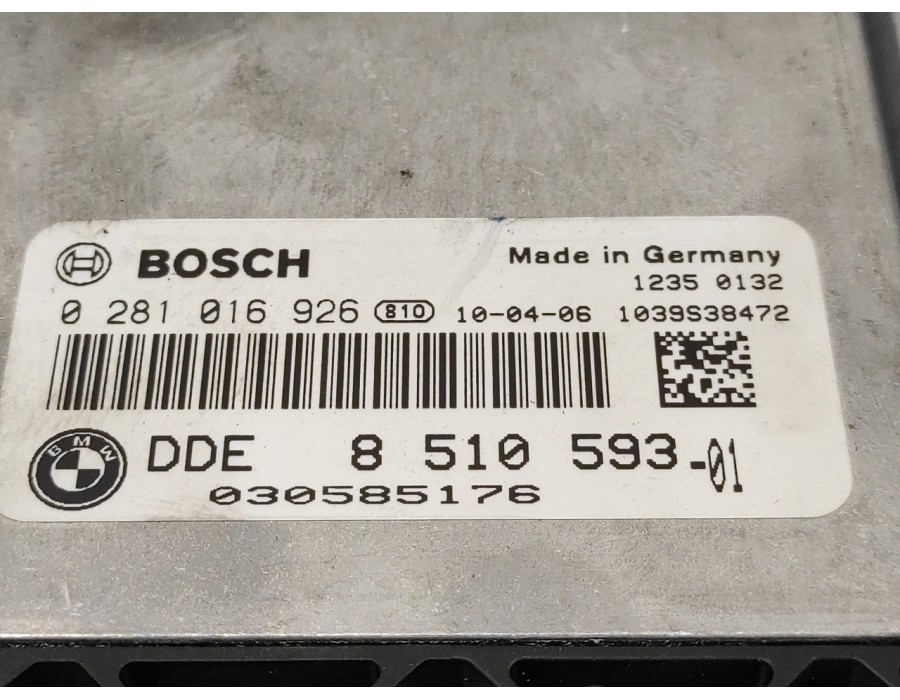 BOSCH
Made in Germany
1235 0132
0 281 016 926 810 10-04-06 1039S38472
BMW
DDE 8 510 593-01
030585176